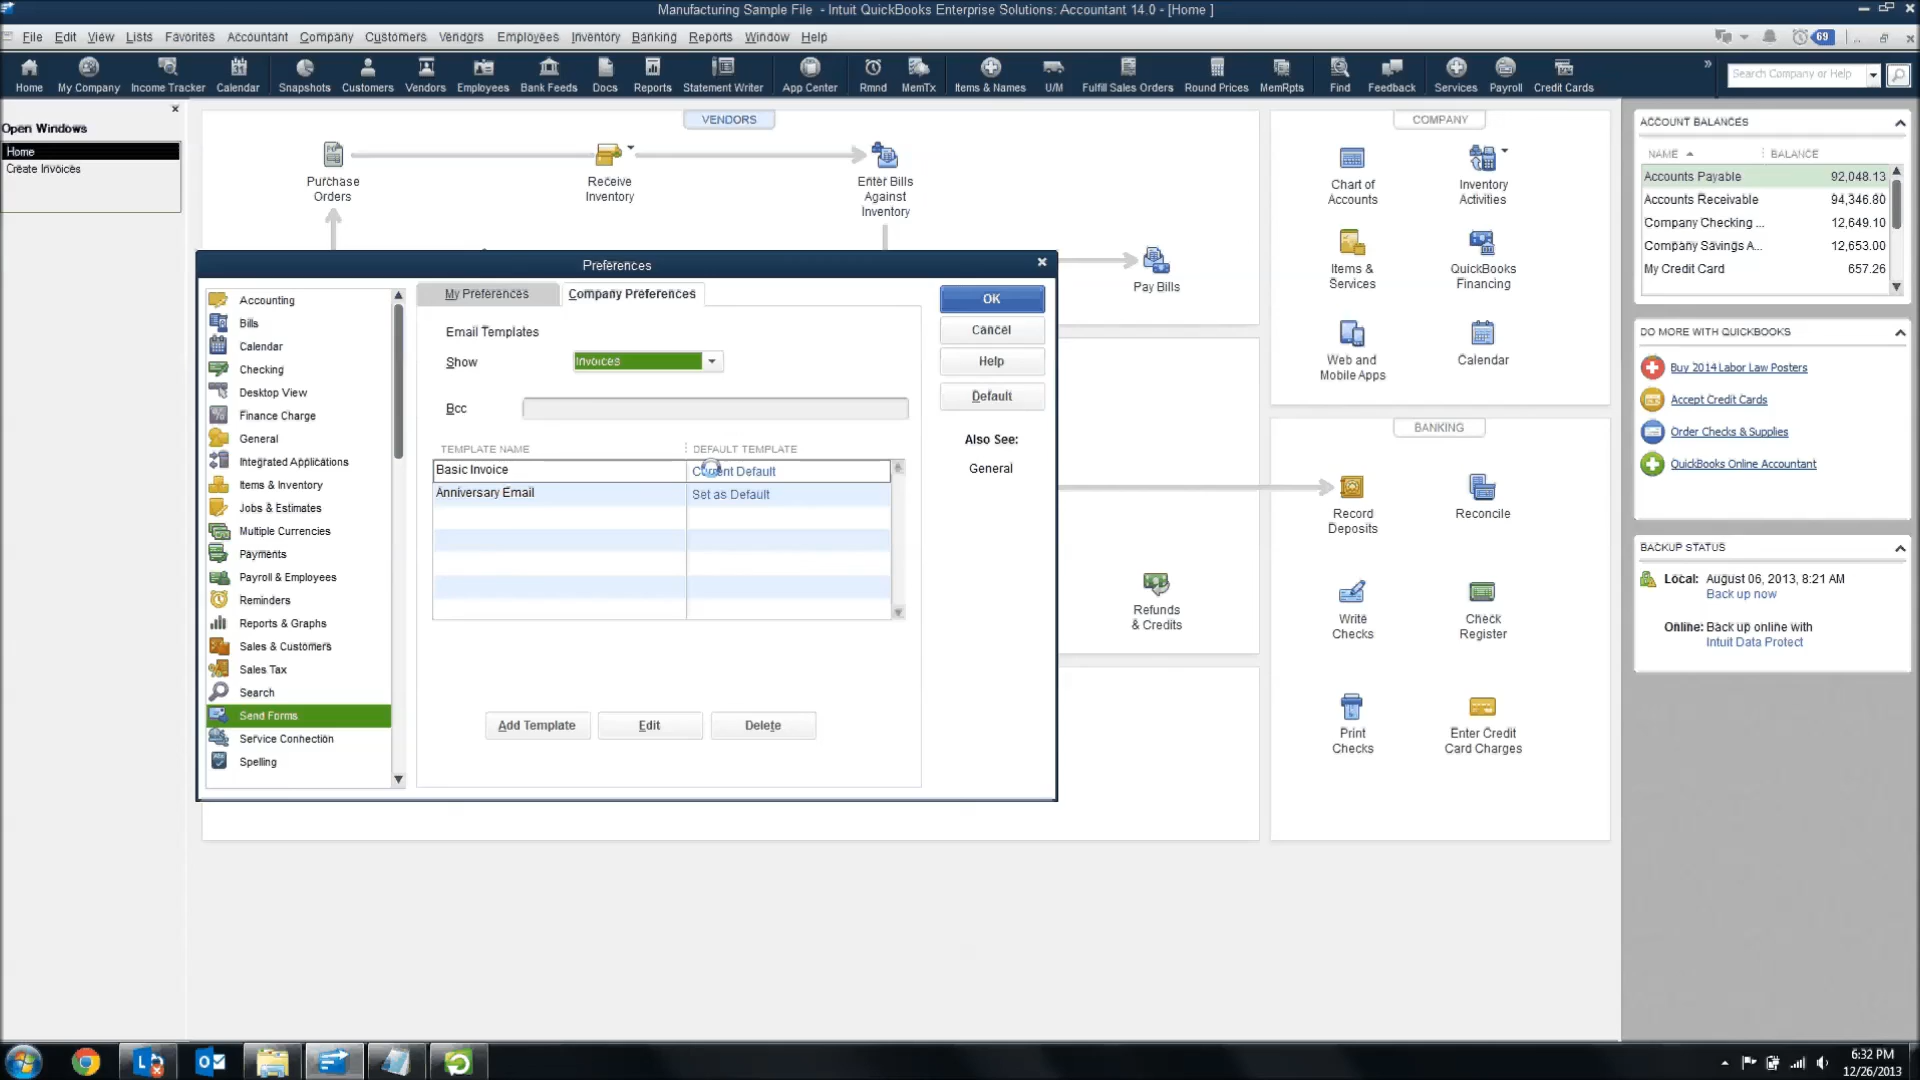 Manufacturing Sample File - Intuit QuickBooks Enterprise Solutions: Accountant 14.0 - [Home ]
File Edit View Lists Favorites Accountant Company Customers Vendors Employees Inventory Banking Reports Window Help
69
Home My Company Income Tracker Calendar Snapshots Customers Vendors Employees Bank Feeds Docs Reports Statement Writer App Center Rmnd MemTx Items & Names U/M Fulfill Sales Orders Round Prices MemRpts Find Feedback Services Payroll Credit Cards
Search Company or Help
Open Windows
Home
Create Invoices
VENDORS
Purchase
Orders
Receive
Inventory
Enter Bills
Against
Inventory
Pay Bills
Refunds
& Credits
Preferences
Accounting
Bills
Calendar
Checking
Desktop View
Finance Charge
General
Integrated Applications
Items & Inventory
Jobs & Estimates
Multiple Currencies
Payments
Payroll & Employees
Reminders
Reports & Graphs
Sales & Customers
Sales Tax
Search
Send Forms
Service Connection
Spelling
My Preferences Company Preferences
Email Templates
Show Invoices
Bcc
TEMPLATE NAME DEFAULT TEMPLATE
Basic Invoice Current Default
Anniversary Email Set as Default
Add Template Edit Delete
OK
Cancel
Help
Default
Also See:
General
COMPANY
Chart of
Accounts
Inventory
Activities
Items &
Services
QuickBooks
Financing
Web and
Mobile Apps
Calendar
BANKING
Record
Deposits
Reconcile
Write
Checks
Check
Register
Print
Checks
Enter Credit
Card Charges
ACCOUNT BALANCES
NAME BALANCE
Accounts Payable 92,048.13
Accounts Receivable 94,346.80
Company Checking ... 12,649.10
Company Savings A... 12,653.00
My Credit Card 657.26
DO MORE WITH QUICKBOOKS
Buy 2014 Labor Law Posters
Accept Credit Cards
Order Checks & Supplies
QuickBooks Online Accountant
BACKUP STATUS
Local: August 06, 2013, 8:21 AM
Back up now
Online: Back up online with
Intuit Data Protect
6:32 PM
12/26/2013